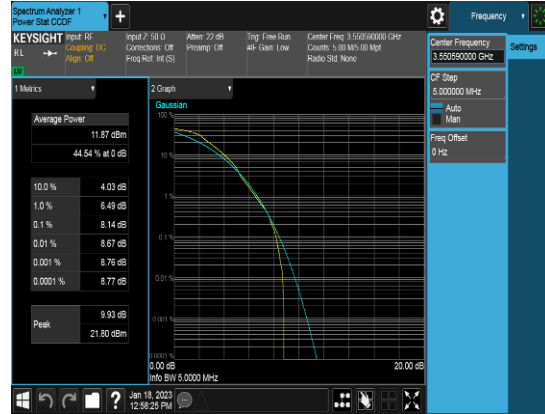 Spectrum Analyzer 1
Power Stat CCDF
Frequency
KEYSIGHT
RL
Input: RF
Coupling: DC
Align: Off
Input Z: 50 Ω
Corrections: Off
Freq Ref: Int (S)
Atten: 22 dB
Preamp: Off
Trig: Free Run
#IF Gain: Low
Center Freq: 3.550590000 GHz
Counts: 5.00 M/5.00 Mpt
Radio Std: None
1 Metrics
Average Power
11.87 dBm
44.54 % at 0 dB
10.0 % 4.03 dB
1.0 % 6.49 dB
0.1 % 8.14 dB
0.01 % 8.67 dB
0.001 % 8.76 dB
0.0001 % 8.77 dB
Peak
9.93 dB
21.80 dBm
2 Graph
Gaussian
100 %
10 %
1 %
0.1 %
0.01 %
0.001 %
0.0001 %
0.00 dB
20.00 dB
Info BW 5.0000 MHz
Center Frequency
3.550590000 GHz
Settings
CF Step
5.000000 MHz
Auto
Man
Freq Offset
0 Hz
?
Jan 18, 2023
12:58:25 PM